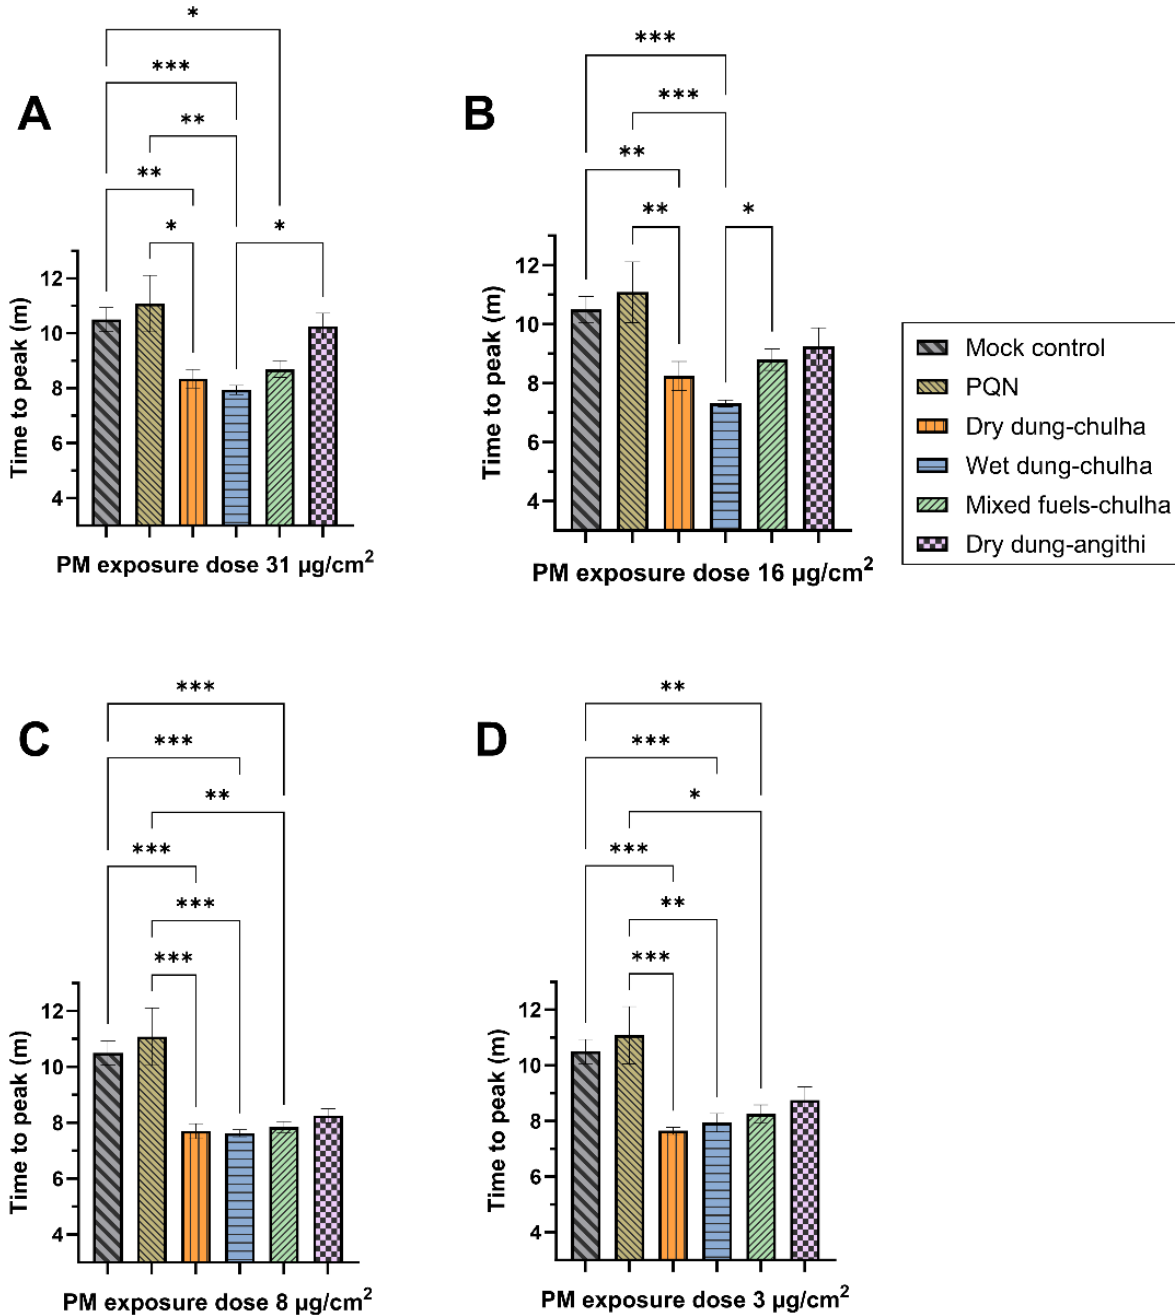 A
*
***
**
**
*
*
Time to peak (m)
12
10
8
6
4
PM exposure dose 31 µg/cm²
B
***
***
**
**
*
Time to peak (m)
12
10
8
6
4
PM exposure dose 16 µg/cm²
Mock control
PQN
Dry dung-chulha
Wet dung-chulha
Mixed fuels-chulha
Dry dung-angithi
C
***
***
**
***
***
***
Time to peak (m)
12
10
8
6
4
PM exposure dose 8 µg/cm²
D
**
***
*
***
**
***
Time to peak (m)
12
10
8
6
4
PM exposure dose 3 µg/cm²